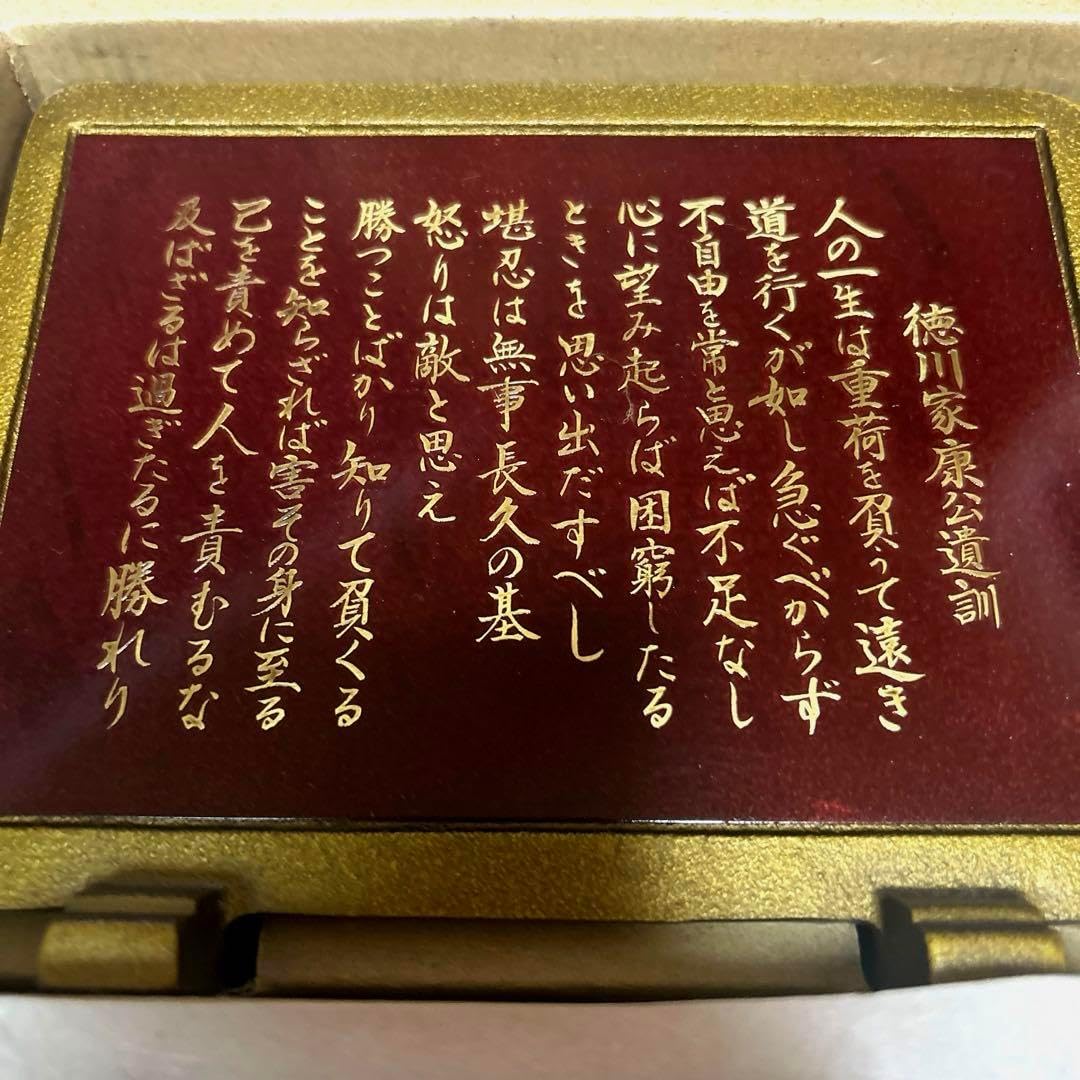 徳川家康公遺訓
人の一生は重荷を負うて遠き
道を行くが如し急ぐべからず
不自由を常と思えば不足なし
心に望み起らば困窮したる
ときを思い出だすべし
堪忍は無事長久の基
怒りは敵と思え
勝つことばかり知りて負くる
ことを知らざれば害その身に至る
己を責めて人を責むるな
及ばざるは過ぎたるに勝れり